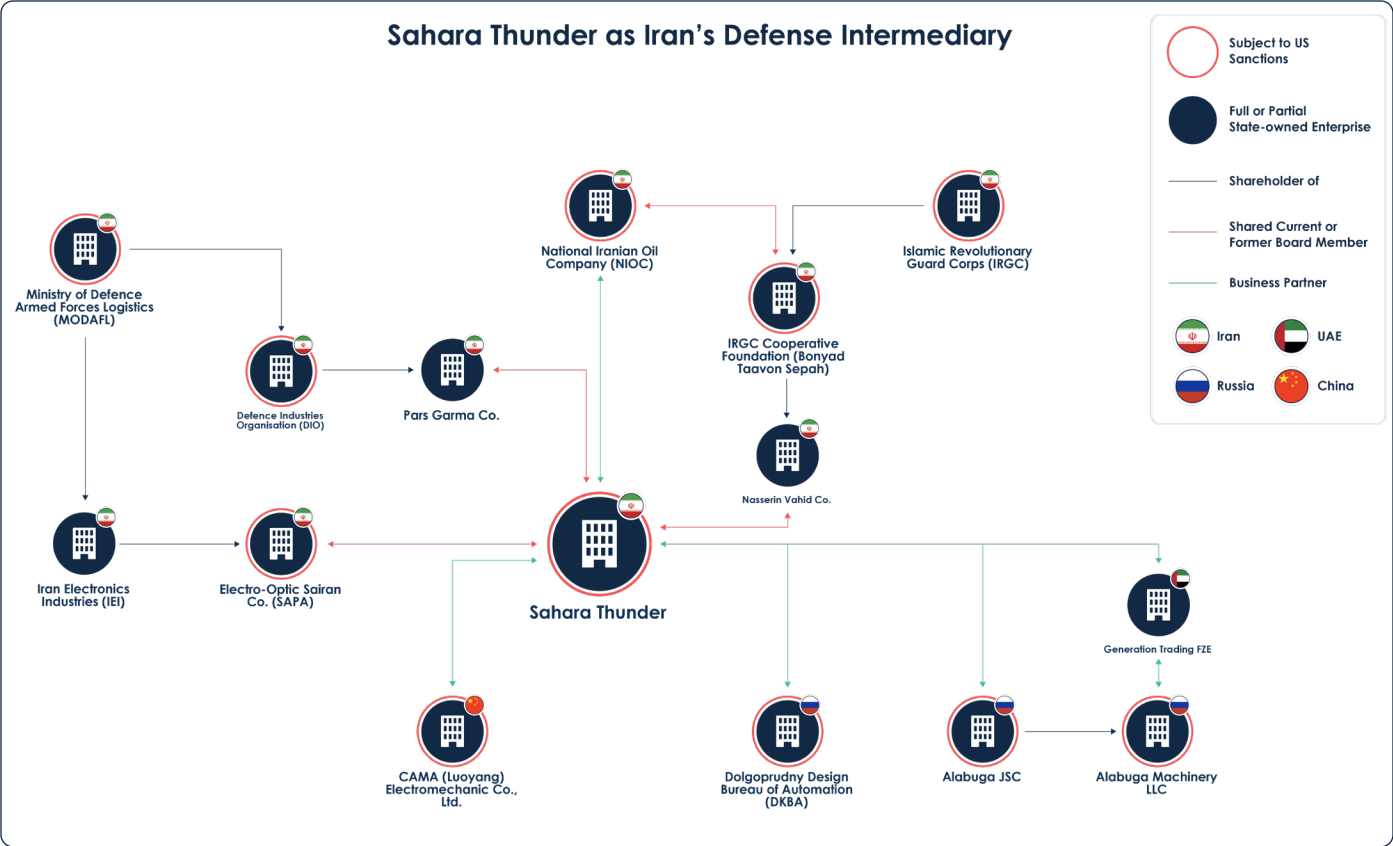 Sahara Thunder as Iran's Defense Intermediary
Subject to US
Sanctions
Full or Partial
State-owned Enterprise
Shareholder of
Shared Current or
Former Board Member
Business Partner
Iran
UAE
Russia
China
National Iranian Oil
Company (NIOC)
Islamic Revolutionary
Guard Corps (IRGC)
Ministry of Defence
Armed Forces Logistics
(MODAFL)
IRGC Cooperative
Foundation (Bonyad
Taavon Sepah)
Defence Industries
Organisation (DIO)
Pars Garma Co.
Nasserin Vahid Co.
Iran Electronics
Industries (IEI)
Electro-Optic Sairan
Co. (SAPA)
Sahara Thunder
Generation Trading FZE
CAMA (Luoyang)
Electromechanic Co.,
Ltd.
Dolgoprudny Design
Bureau of Automation
(DKBA)
Alabuga JSC
Alabuga Machinery
LLC